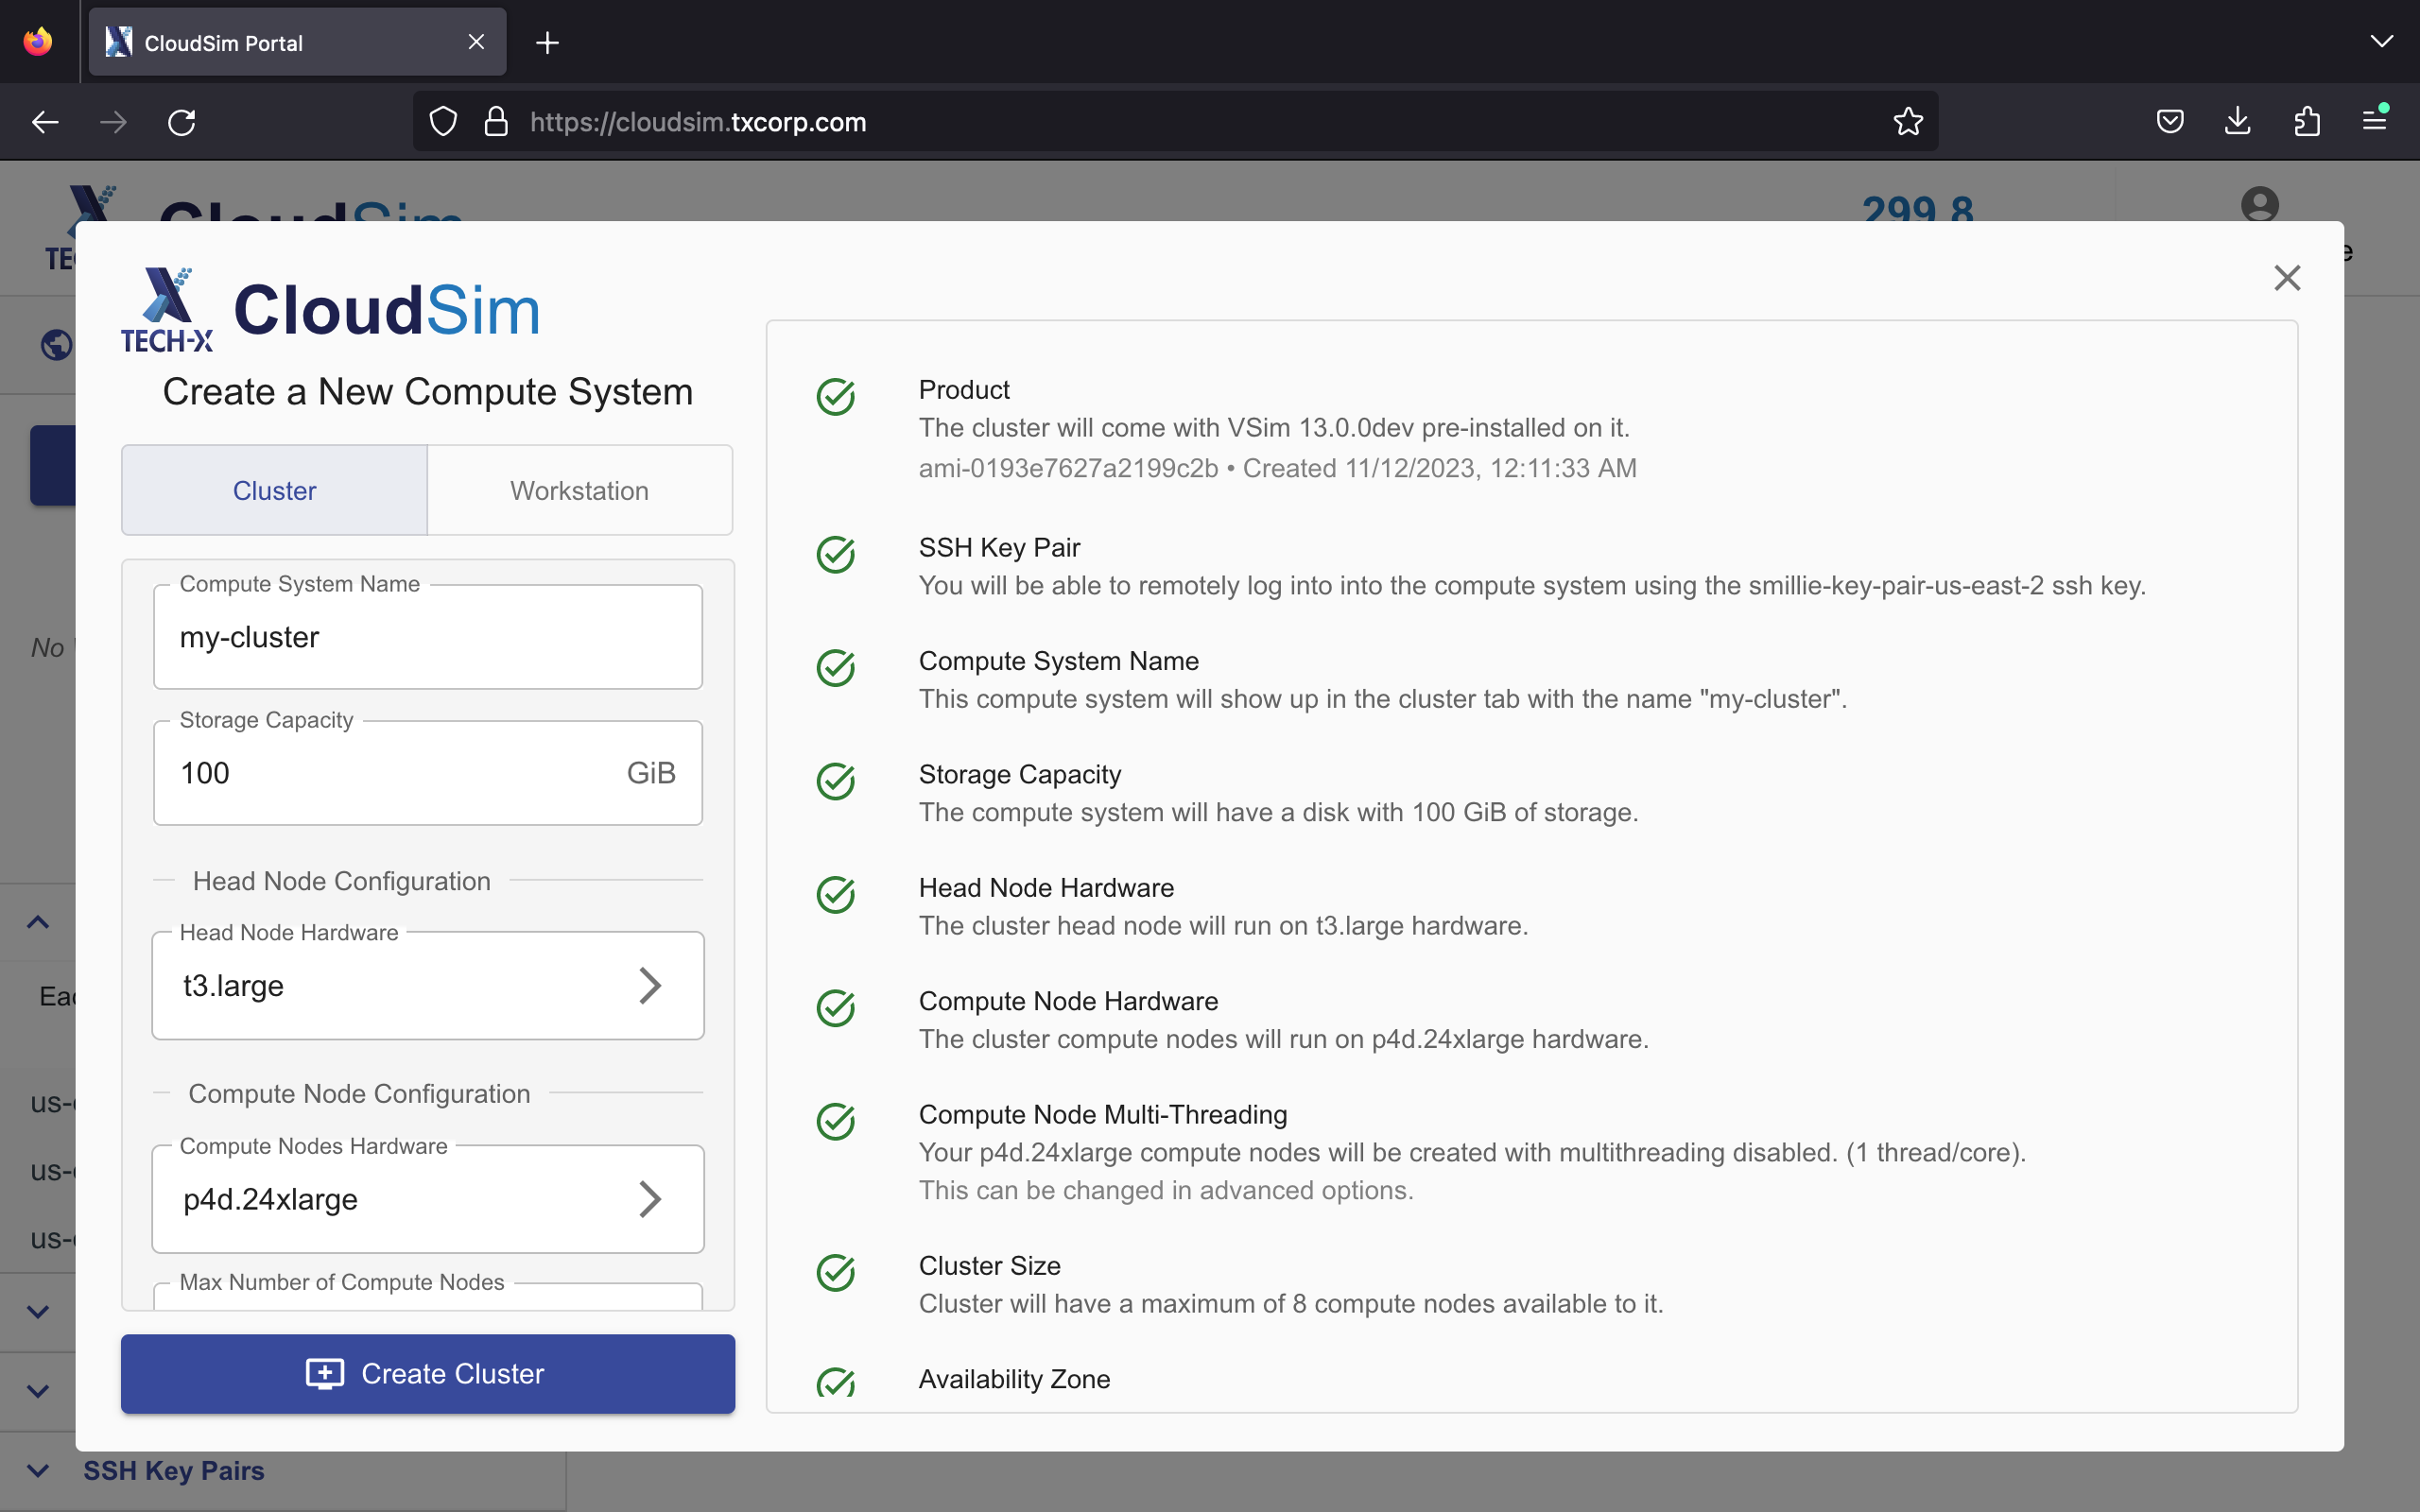 CloudSim Portal
https://cloudsim.txcorp.com
CloudSim
299.8
TECH-X
CloudSim
Create a New Compute System
Cluster
Workstation
Compute System Name
my-cluster
Storage Capacity
100 GiB
Head Node Configuration
Head Node Hardware
t3.large
Compute Node Configuration
Compute Nodes Hardware
p4d.24xlarge
Max Number of Compute Nodes
Create Cluster
Product
The cluster will come with VSim 13.0.0dev pre-installed on it.
ami-0193e7627a2199c2b • Created 11/12/2023, 12:11:33 AM
SSH Key Pair
You will be able to remotely log into into the compute system using the smillie-key-pair-us-east-2 ssh key.
Compute System Name
This compute system will show up in the cluster tab with the name "my-cluster".
Storage Capacity
The compute system will have a disk with 100 GiB of storage.
Head Node Hardware
The cluster head node will run on t3.large hardware.
Compute Node Hardware
The cluster compute nodes will run on p4d.24xlarge hardware.
Compute Node Multi-Threading
Your p4d.24xlarge compute nodes will be created with multithreading disabled. (1 thread/core).
This can be changed in advanced options.
Cluster Size
Cluster will have a maximum of 8 compute nodes available to it.
Availability Zone
No
us-
us-
us-
SSH Key Pairs